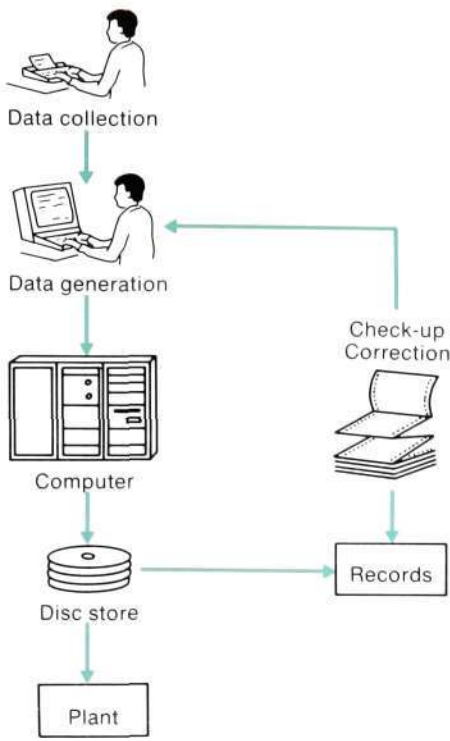 Data collection
Data generation
Check-up
Correction
Computer
Disc store
Records
Plant